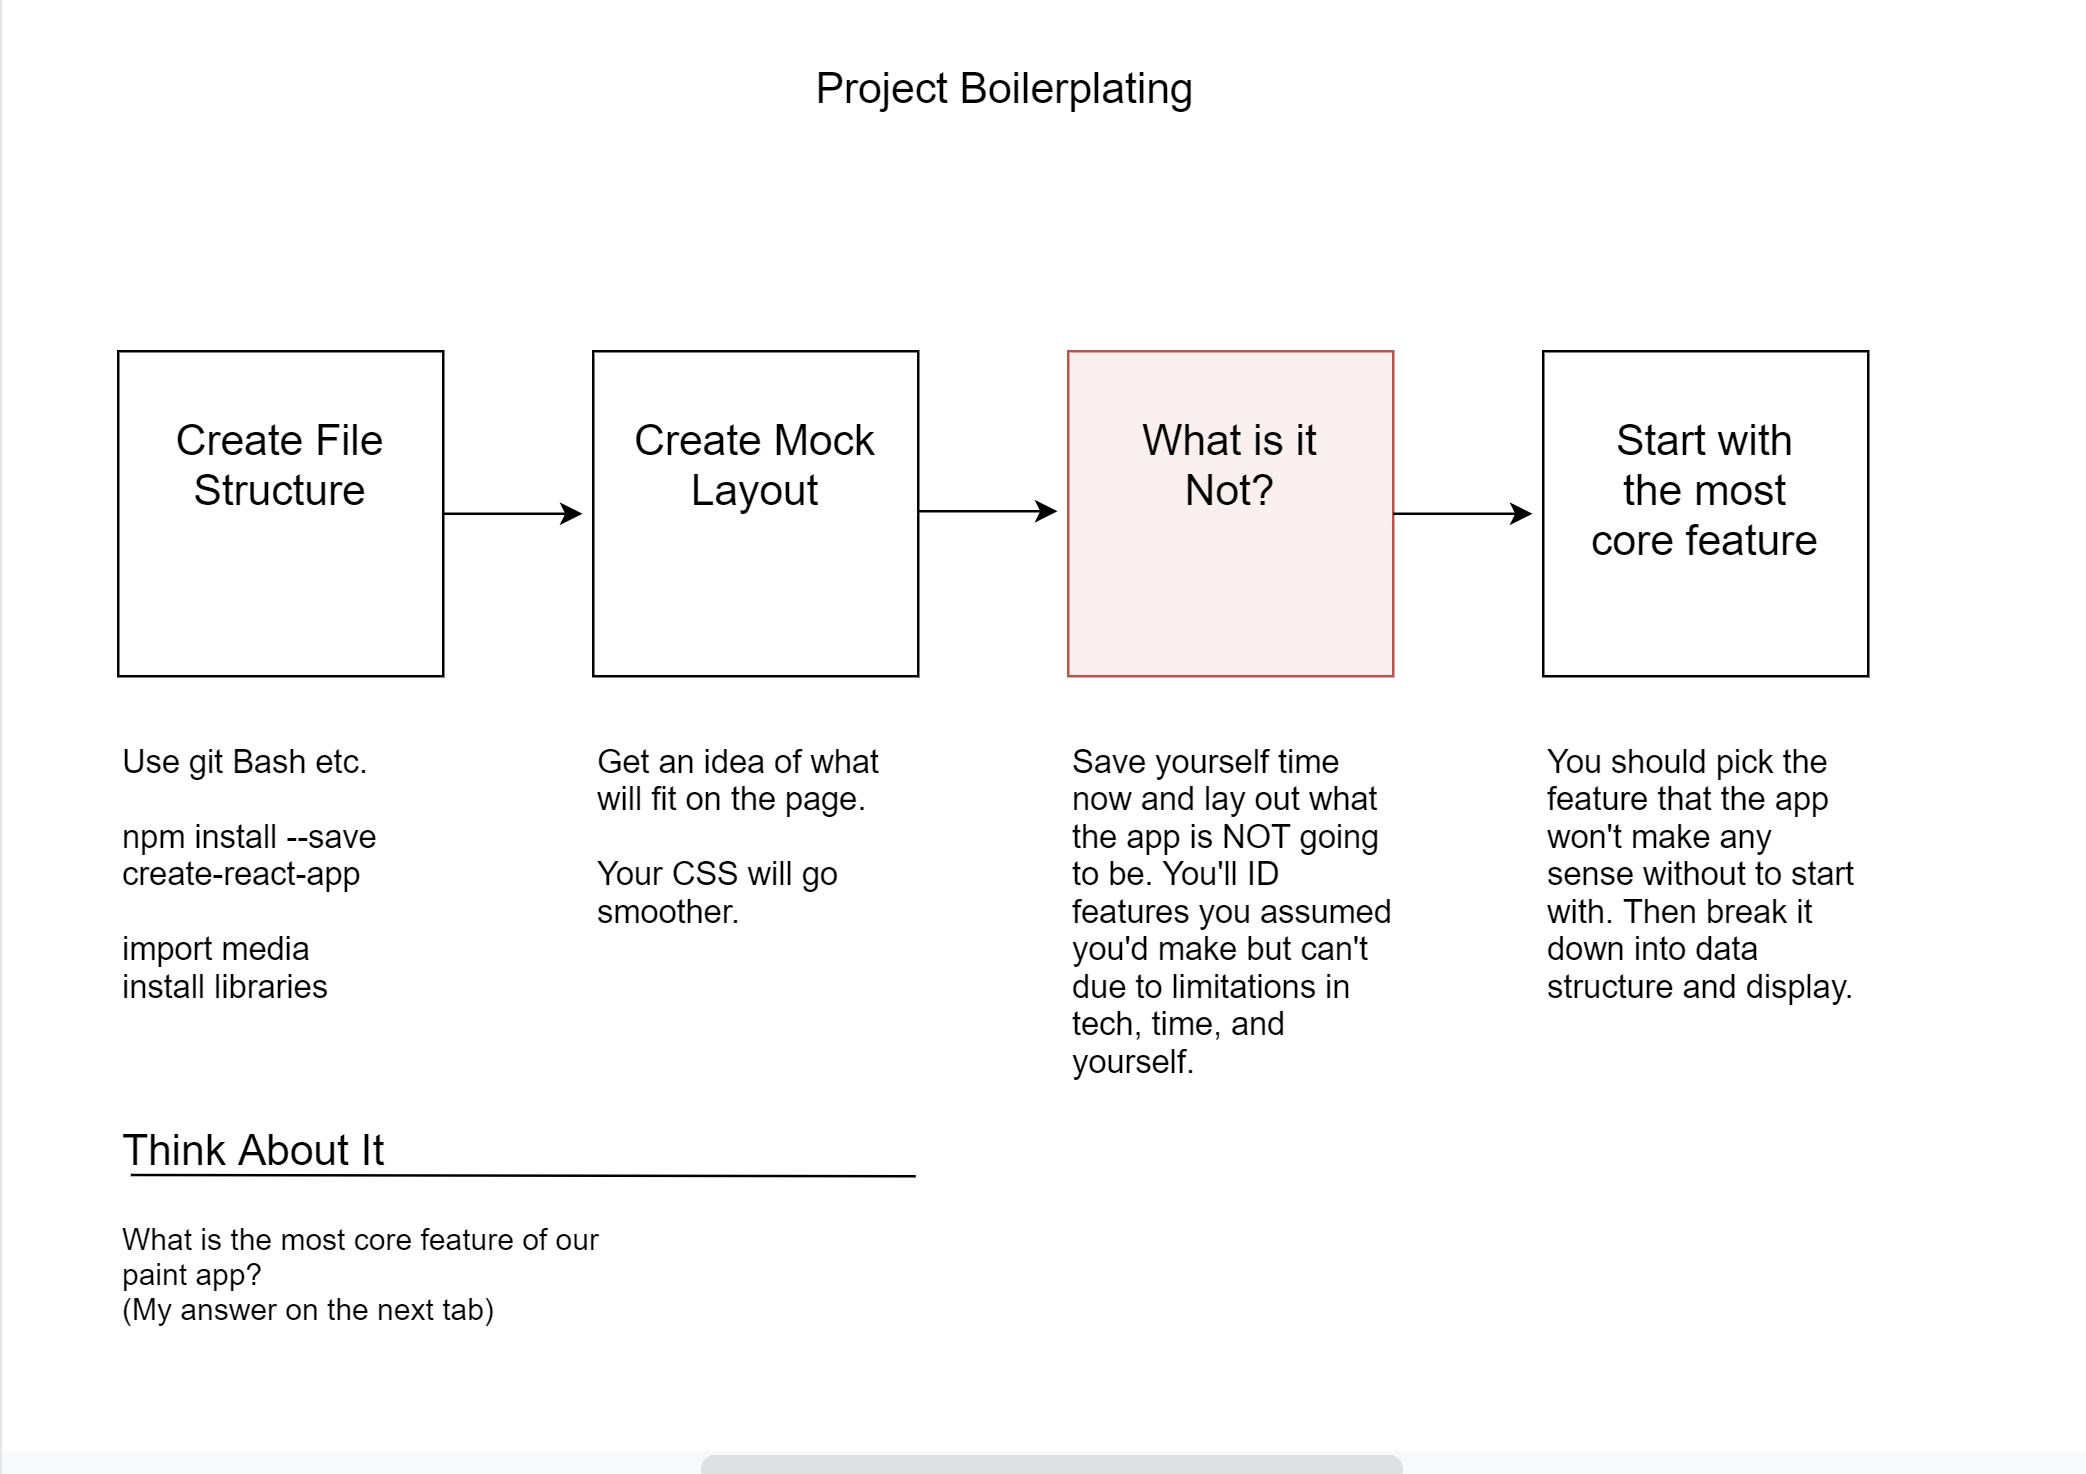 Project Boilerplating
Create File
Structure
Create Mock
Layout
What is it
Not?
Start with
the most
core feature
Use git Bash etc.
npm install --save
create-react-app
import media
install libraries
Get an idea of what
will fit on the page.
Your CSS will go
smoother.
Save yourself time
now and lay out what
the app is NOT going
to be. You'll ID
features you assumed
you'd make but can't
due to limitations in
tech, time, and
yourself.
You should pick the
feature that the app
won't make any
sense without to start
with. Then break it
down into data
structure and display.
Think About It
What is the most core feature of our
paint app?
(My answer on the next tab)